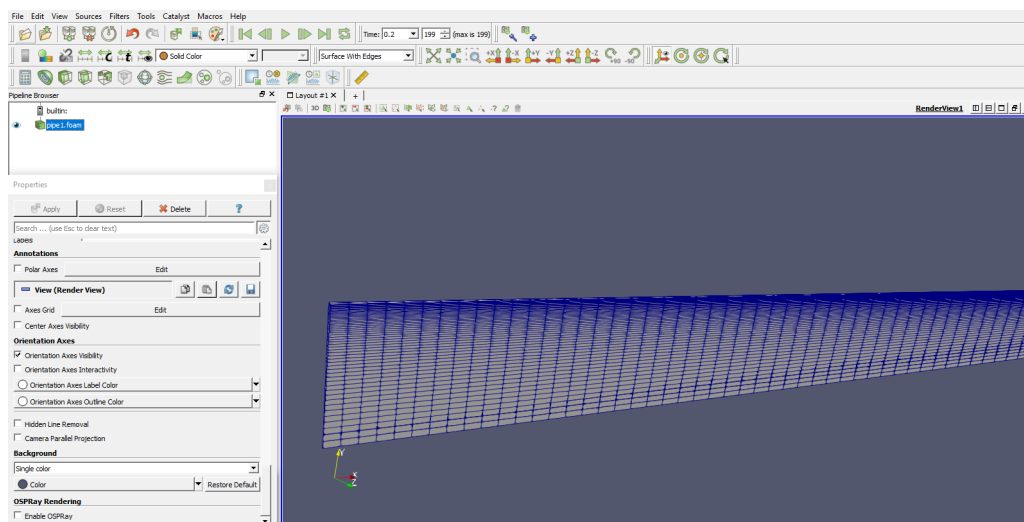 File Edit View Sources Filters Tools Catalyst Macros Help
Time: 0.2 199 (max is 199)
Solid Color Surface With Edges +X -X +Y -Y +Z -Z +90 -90
Pipeline Browser
Layout #1 X +
3D
RenderView1
builtin:
pipe1.foam
Properties
Apply Reset Delete ?
Search ... (use Esc to clear text)
Labels
Annotations
Polar Axes Edit
View (Render View)
Axes Grid Edit
Center Axes Visibility
Orientation Axes
Orientation Axes Visibility
Orientation Axes Interactivity
Orientation Axes Label Color
Orientation Axes Outline Color
Hidden Line Removal
Camera Parallel Projection
Background
Single color
Color Restore Default
OSPRay Rendering
Enable OSPRay
Y
X
Z